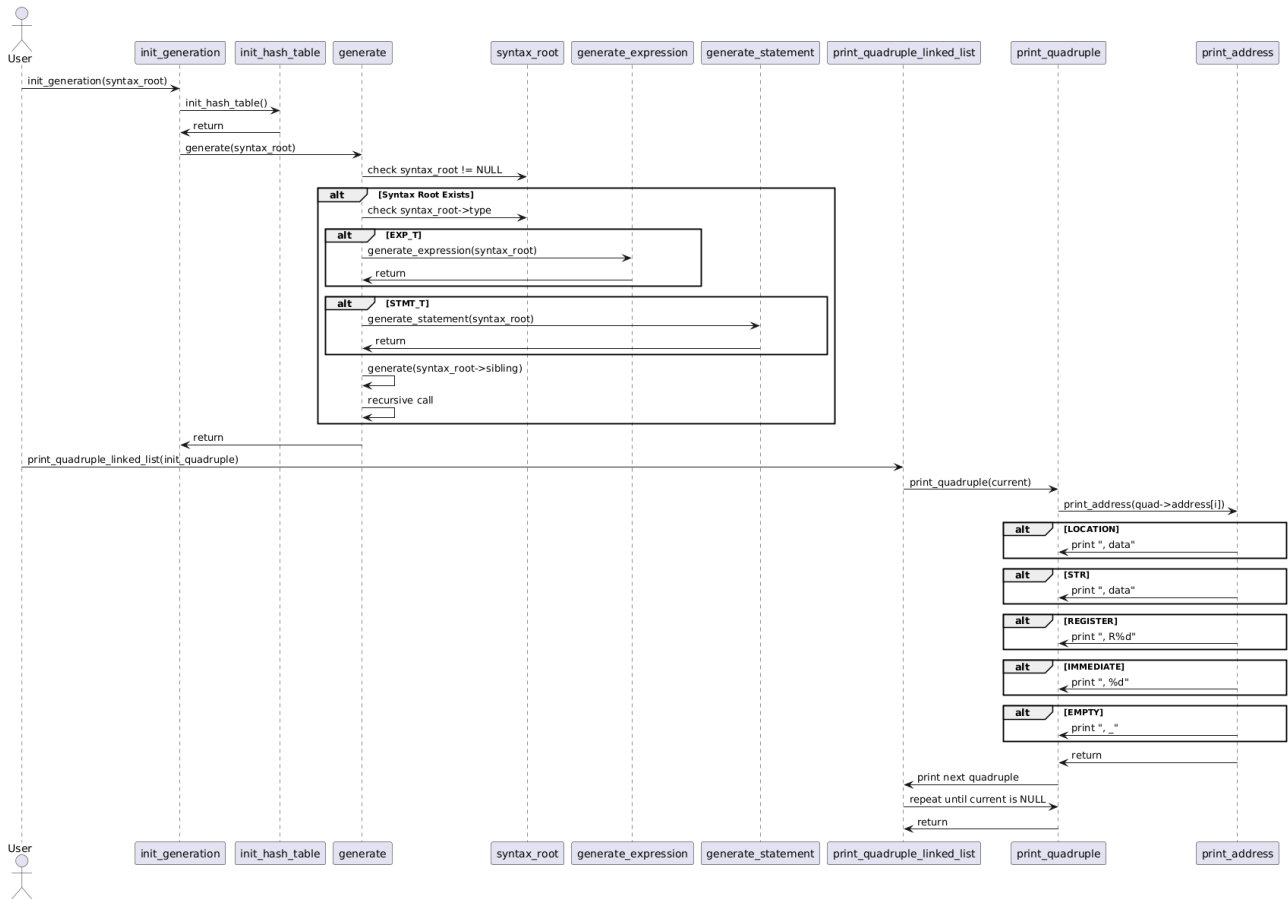 User
init_generation
init_hash_table
generate
syntax_root
generate_expression
generate_statement
print_quadruple_linked_list
print_quadruple
print_address
init_generation(syntax_root)
init_hash_table()
return
generate(syntax_root)
check syntax_root != NULL
alt [Syntax Root Exists]
check syntax_root->type
alt [EXP_T]
generate_expression(syntax_root)
return
alt [STMT_T]
generate_statement(syntax_root)
return
generate(syntax_root->sibling)
recursive call
return
print_quadruple_linked_list(init_quadruple)
print_quadruple(current)
print_address(quad->address[i])
alt [LOCATION]
print ", data"
alt [STR]
print ", data"
alt [REGISTER]
print ", R%d"
alt [IMMEDIATE]
print ", %d"
alt [EMPTY]
print ", _"
return
print next quadruple
repeat until current is NULL
return
User
init_generation
init_hash_table
generate
syntax_root
generate_expression
generate_statement
print_quadruple_linked_list
print_quadruple
print_address